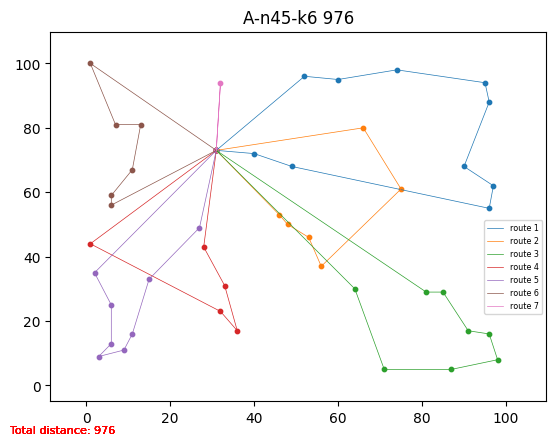 A-n45-k6 976
100
80
60
40
20
0
0 20 40 60 80 100
route 1
route 2
route 3
route 4
route 5
route 6
route 7
Total distance: 976